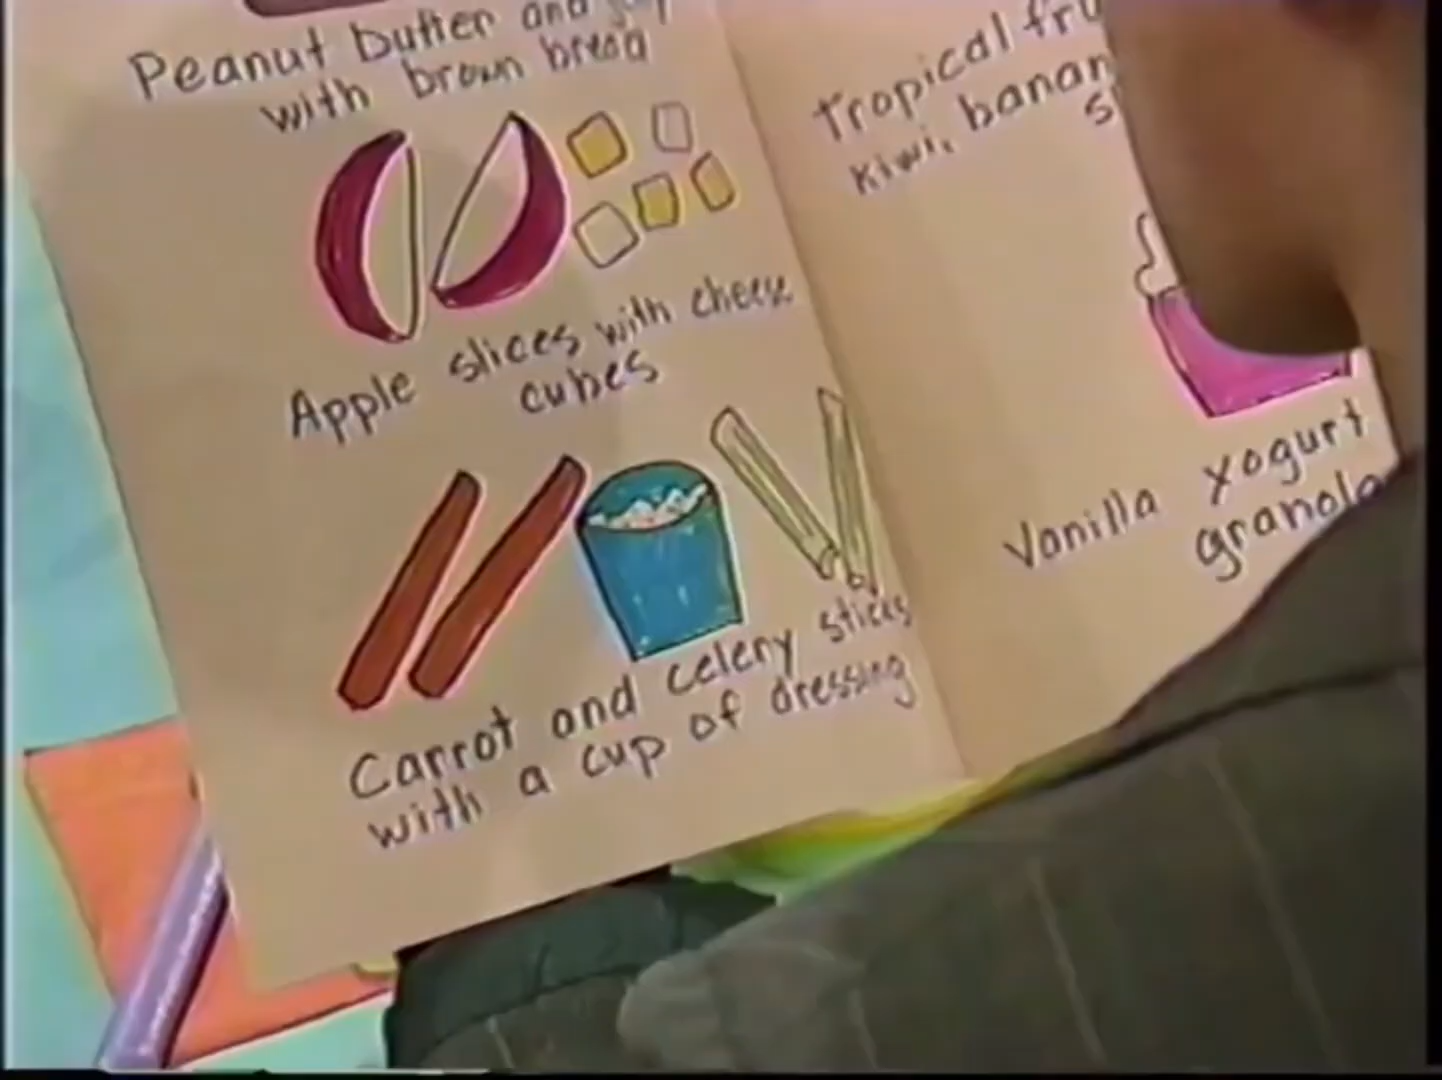 Peanut butter and jelly
with brown bread
Apple slices with cheese
cubes
Carrot and celery sticks
with a cup of dressing
Tropical
kiwi,
Vanilla yogurt
granola